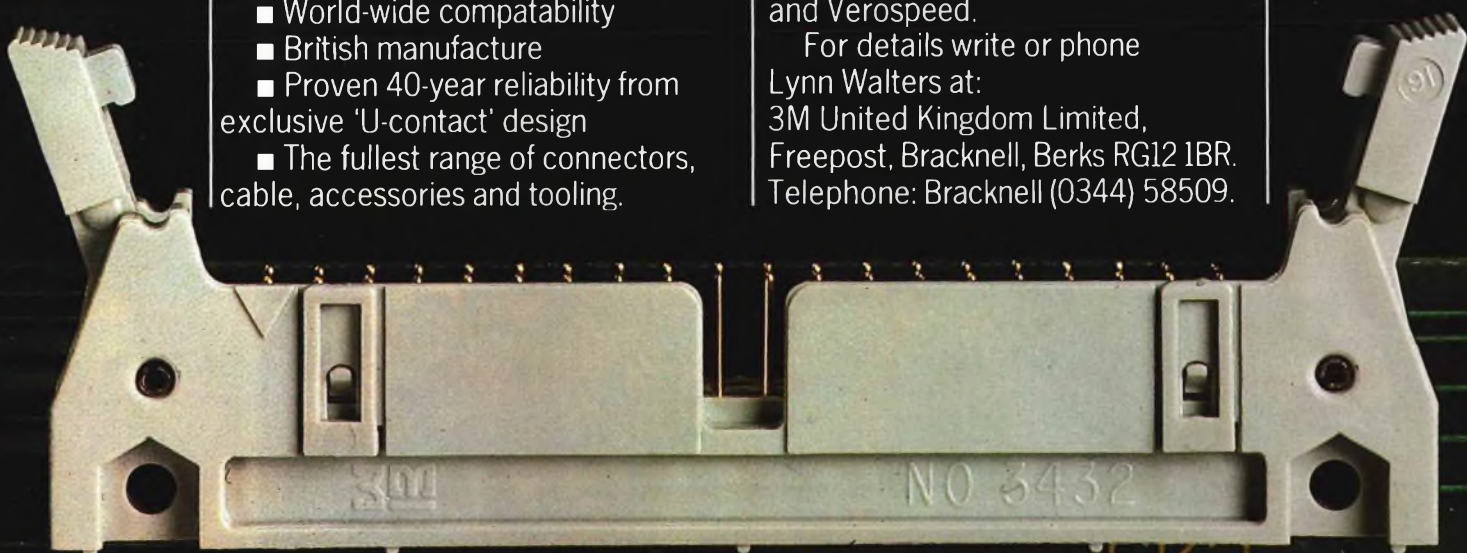 ■ World-wide compatability
■ British manufacture
■ Proven 40-year reliability from
exclusive 'U-contact' design
■ The fullest range of connectors,
cable, accessories and tooling.
and Verospeed.
For details write or phone
Lynn Walters at:
3M United Kingdom Limited,
Freepost, Bracknell, Berks RG12 1BR.
Telephone: Bracknell (0344) 58509.
16
3M
NO 3432